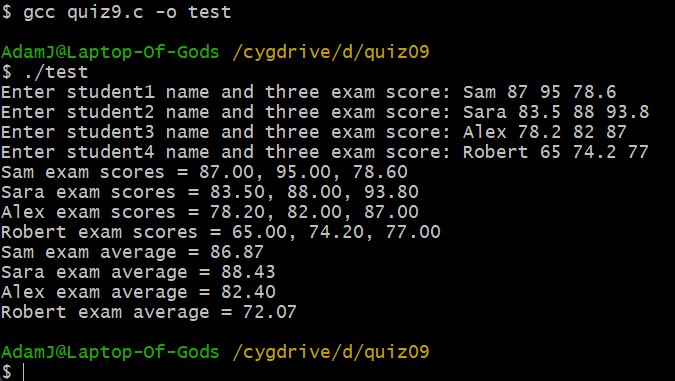 $ gcc quiz9.c -o test
AdamJ@Laptop-Of-Gods /cygdrive/d/quiz09
$ ./test
Enter student1 name and three exam score: Sam 87 95 78.6
Enter student2 name and three exam score: Sara 83.5 88 93.8
Enter student3 name and three exam score: Alex 78.2 82 87
Enter student4 name and three exam score: Robert 65 74.2 77
Sam exam scores = 87.00, 95.00, 78.60
Sara exam scores = 83.50, 88.00, 93.80
Alex exam scores = 78.20, 82.00, 87.00
Robert exam scores = 65.00, 74.20, 77.00
Sam exam average = 86.87
Sara exam average = 88.43
Alex exam average = 82.40
Robert exam average = 72.07
AdamJ@Laptop-Of-Gods /cygdrive/d/quiz09
$